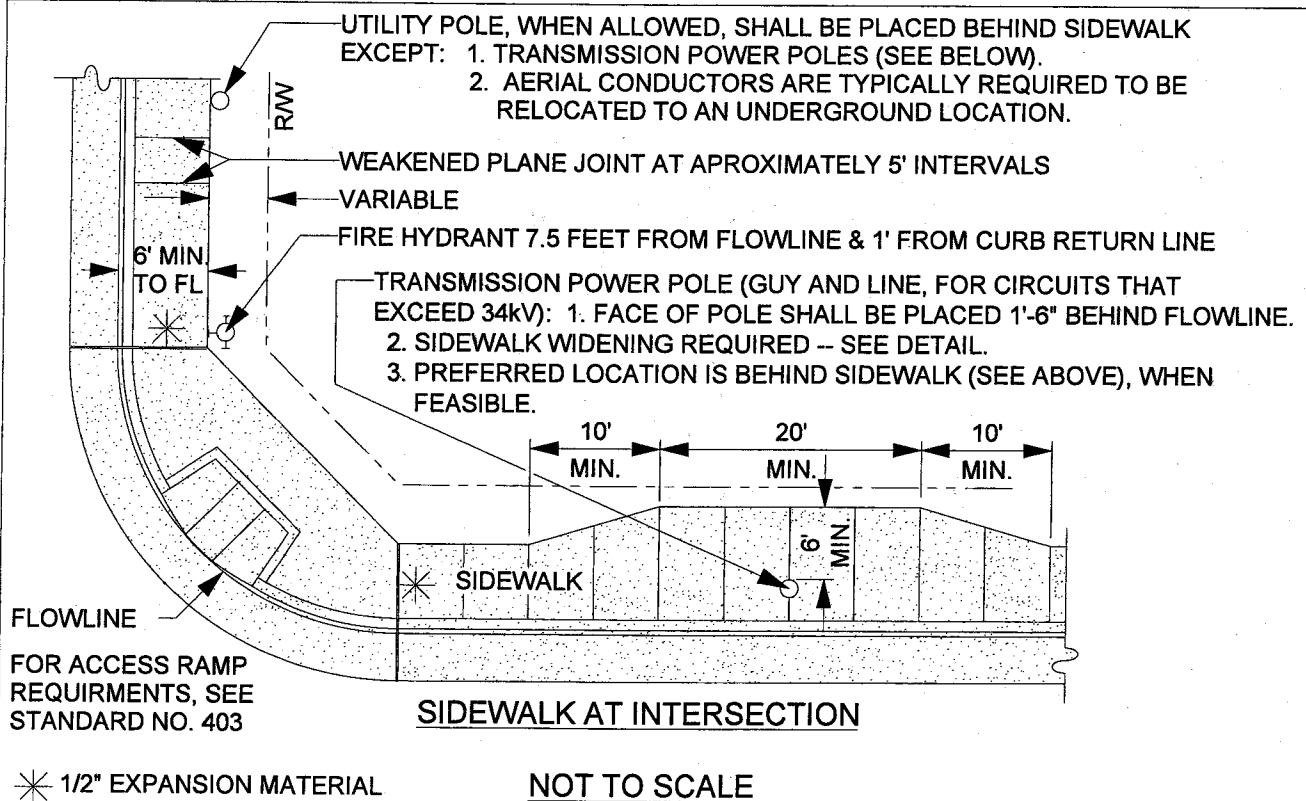 UTILITY POLE, WHEN ALLOWED, SHALL BE PLACED BEHIND SIDEWALK
EXCEPT: 1. TRANSMISSION POWER POLES (SEE BELOW).
2. AERIAL CONDUCTORS ARE TYPICALLY REQUIRED TO BE
RELOCATED TO AN UNDERGROUND LOCATION.
R/W
WEAKENED PLANE JOINT AT APROXIMATELY 5' INTERVALS
VARIABLE
FIRE HYDRANT 7.5 FEET FROM FLOWLINE & 1' FROM CURB RETURN LINE
6' MIN.
TO FL
TRANSMISSION POWER POLE (GUY AND LINE, FOR CIRCUITS THAT
EXCEED 34kV): 1. FACE OF POLE SHALL BE PLACED 1'-6" BEHIND FLOWLINE.
2. SIDEWALK WIDENING REQUIRED -- SEE DETAIL.
3. PREFERRED LOCATION IS BEHIND SIDEWALK (SEE ABOVE), WHEN
FEASIBLE.
10'
MIN.
20'
MIN.
10'
MIN.
6'
MIN.
SIDEWALK
FLOWLINE
FOR ACCESS RAMP
REQUIRMENTS, SEE
STANDARD NO. 403
SIDEWALK AT INTERSECTION
1/2" EXPANSION MATERIAL
NOT TO SCALE